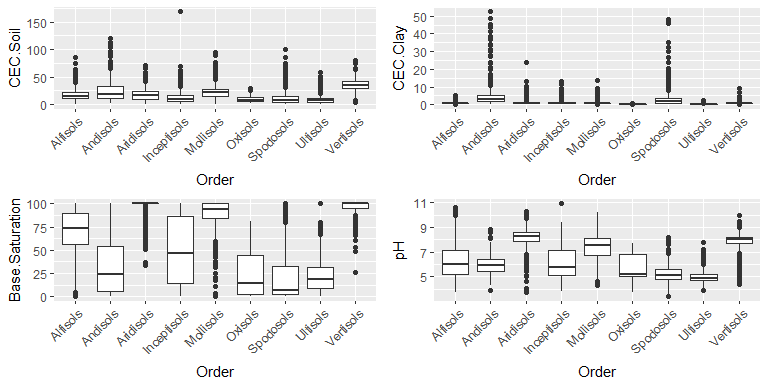 CEC.Soil
150
100
50
0
Alfisols Andisols Aridisols Inceptisols Mollisols Oxisols Spodosols Ultisols Vertisols
Order
CEC.Clay
50
40
30
20
10
0
Alfisols Andisols Aridisols Inceptisols Mollisols Oxisols Spodosols Ultisols Vertisols
Order
Base.Saturation
100
75
50
25
0
Alfisols Andisols Aridisols Inceptisols Mollisols Oxisols Spodosols Ultisols Vertisols
Order
pH
11
9
7
5
Alfisols Andisols Aridisols Inceptisols Mollisols Oxisols Spodosols Ultisols Vertisols
Order